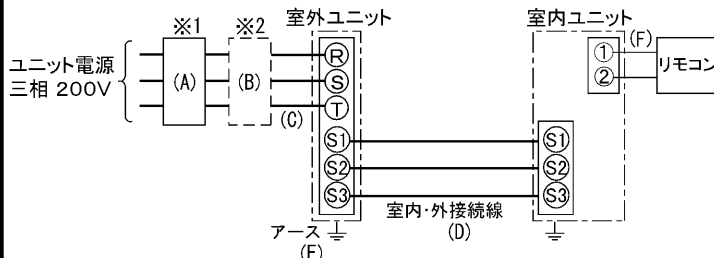 ※1
※2
室外ユニット
室内ユニット
ユニット電源
三相 200V
(A)
(B)
(C)
R
S
T
S1
S2
S3
室内・外接続線
(D)
アース
(E)
①
②
(F)
リモコン
S1
S2
S3